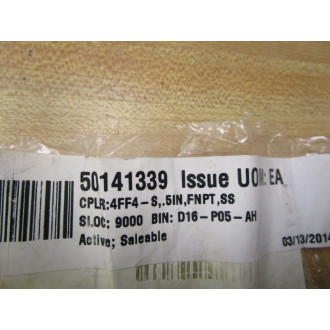 50141339 Issue UOM: EA
CPLR:4FF4-S,.5IN,FNPT,SS
SLOC: 9000 BIN: D16-P05-AH
Active; Saleable
03/13/2014